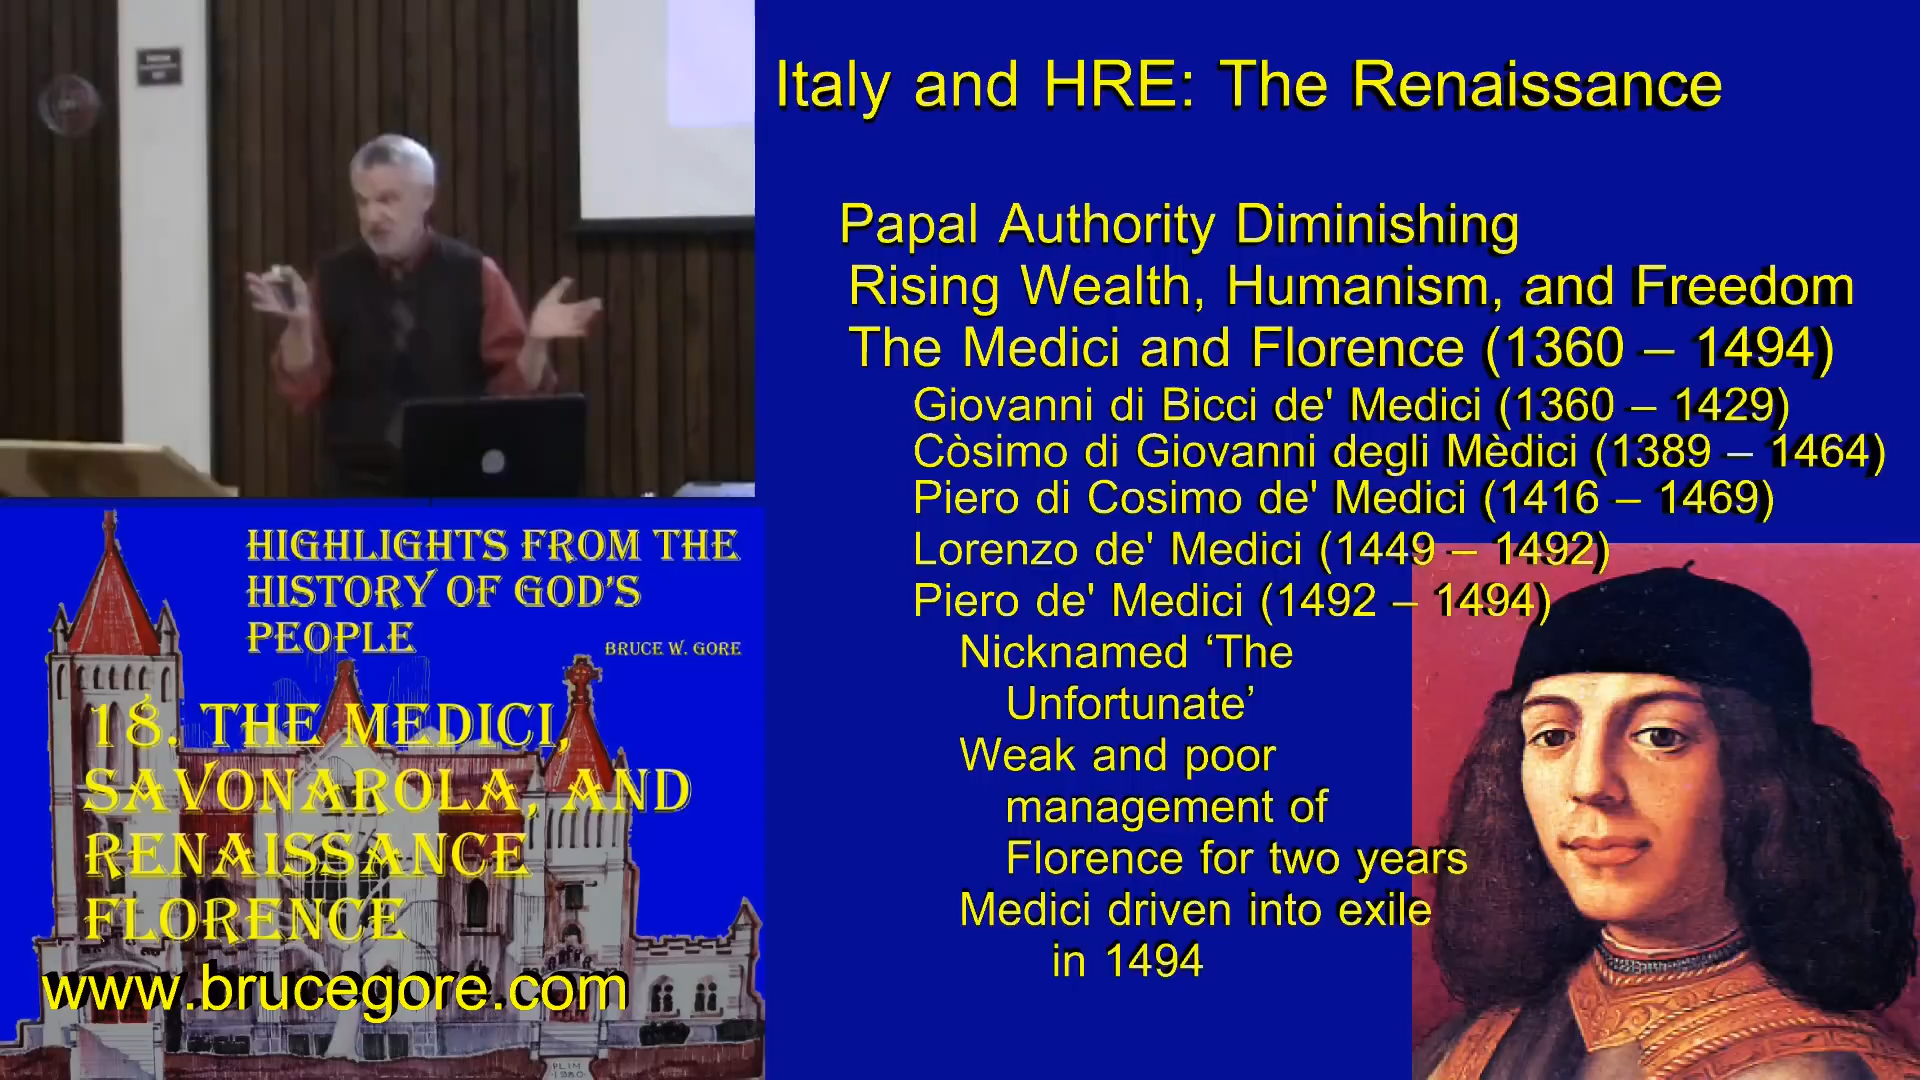 Italy and HRE: The Renaissance
Papal Authority Diminishing
Rising Wealth, Humanism, and Freedom
The Medici and Florence (1360 – 1494)
Giovanni di Bicci de' Medici (1360 – 1429)
Còsimo di Giovanni degli Mèdici (1389 – 1464)
Piero di Cosimo de' Medici (1416 – 1469)
Lorenzo de' Medici (1449 – 1492)
Piero de' Medici (1492 – 1494)
Nicknamed ‘The
Unfortunate’
Weak and poor
management of
Florence for two years
Medici driven into exile
in 1494
HIGHLIGHTS FROM THE
HISTORY OF GOD'S
PEOPLE
BRUCE W. GORE
18. THE MEDICI,
SAVONAROLA, AND
RENAISSANCE
FLORENCE
www.brucegore.com
PLIM
1980